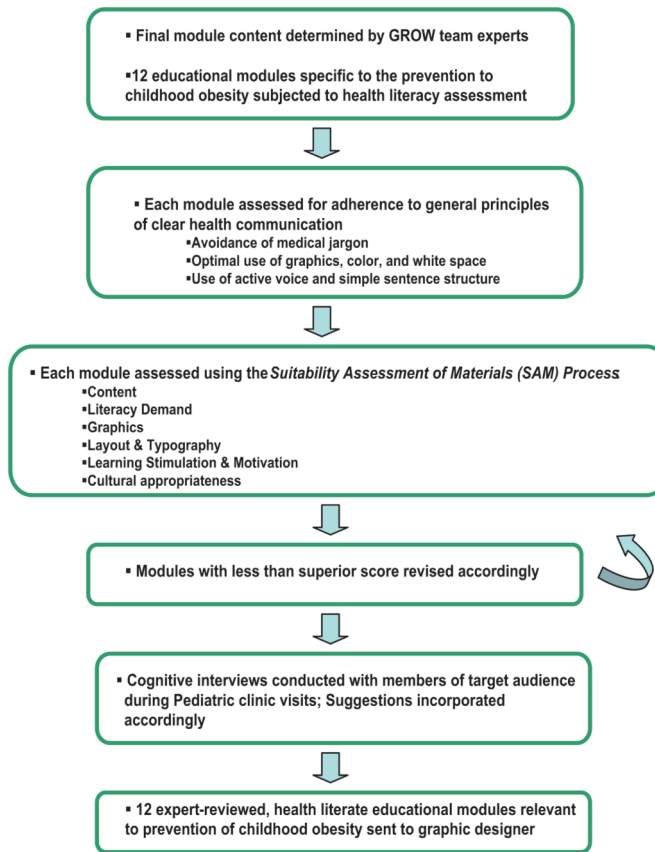 ▪ Final module content determined by GROW team experts
▪12 educational modules specific to the prevention to
childhood obesity subjected to health literacy assessment
▪ Each module assessed for adherence to general principles
of clear health communication
▪Avoidance of medical jargon
▪Optimal use of graphics, color, and white space
▪Use of active voice and simple sentence structure
▪ Each module assessed using the Suitability Assessment of Materials (SAM) Process.
▪Content
▪Literacy Demand
▪Graphics
▪Layout & Typography
▪Learning Stimulation & Motivation
▪Cultural appropriateness
▪ Modules with less than superior score revised accordingly
▪ Cognitive interviews conducted with members of target audience
during Pediatric clinic visits; Suggestions incorporated
accordingly
▪ 12 expert-reviewed, health literate educational modules relevant
to prevention of childhood obesity sent to graphic designer